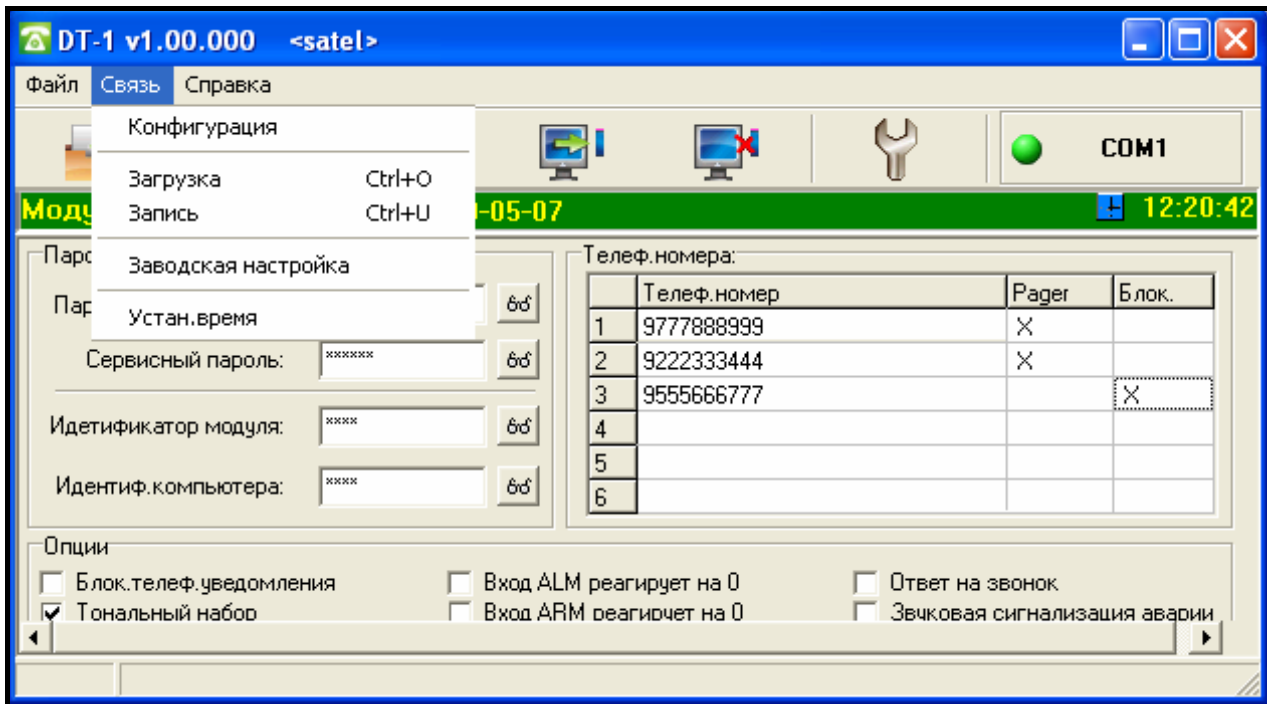 DT-1 v1.00.000 <satel>
Файл Связь Справка
Конфигурация
COM1
Загрузка Ctrl+O
Запись Ctrl+U
-05-07 12:20:42
Заводская настройка
Устан.время
Телеф.номера:
Телеф.номер Pager Блок.
1 9777888999 X
2 9222333444 X
3 9555666777 X
4
5
6
Сервисный пароль: ******
Идетификатор модуля: ****
Идентиф.компьютера: ****
Опции
Блок.телеф.уведомления Вход ALM реагирует на 0 Ответ на звонок
Тональный набор Вход ARM реагирует на 0 Звуковая сигнализация аварии